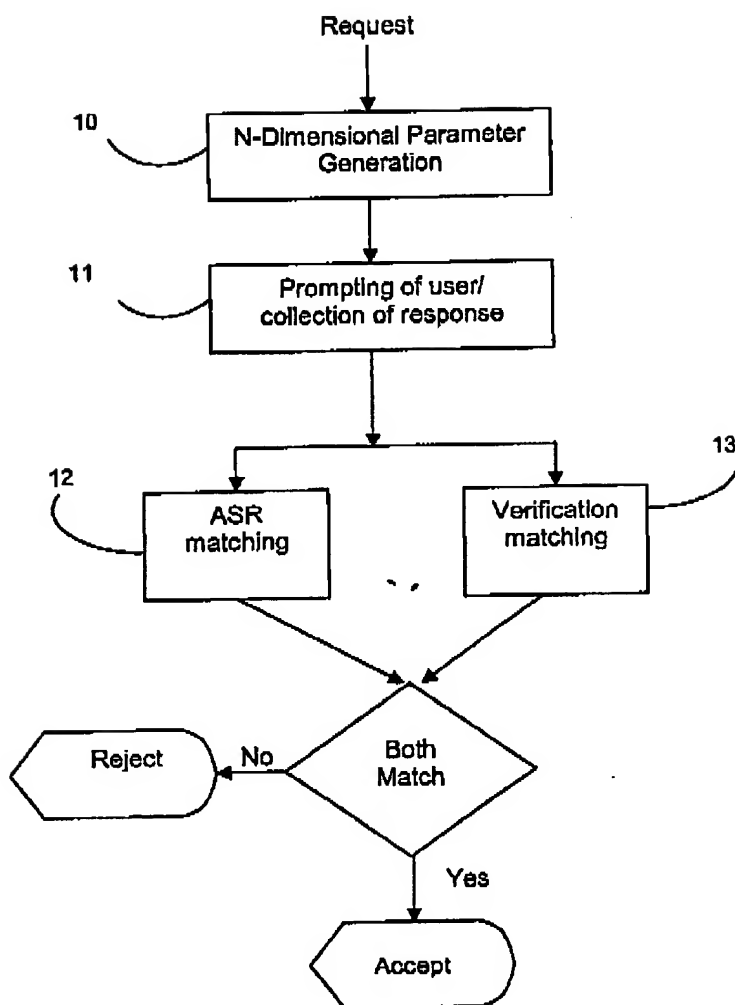 Request
10
N-Dimensional Parameter
Generation
11
Prompting of user/
collection of response
12
ASR
matching
13
Verification
matching
Both
Match
No
Reject
Yes
Accept